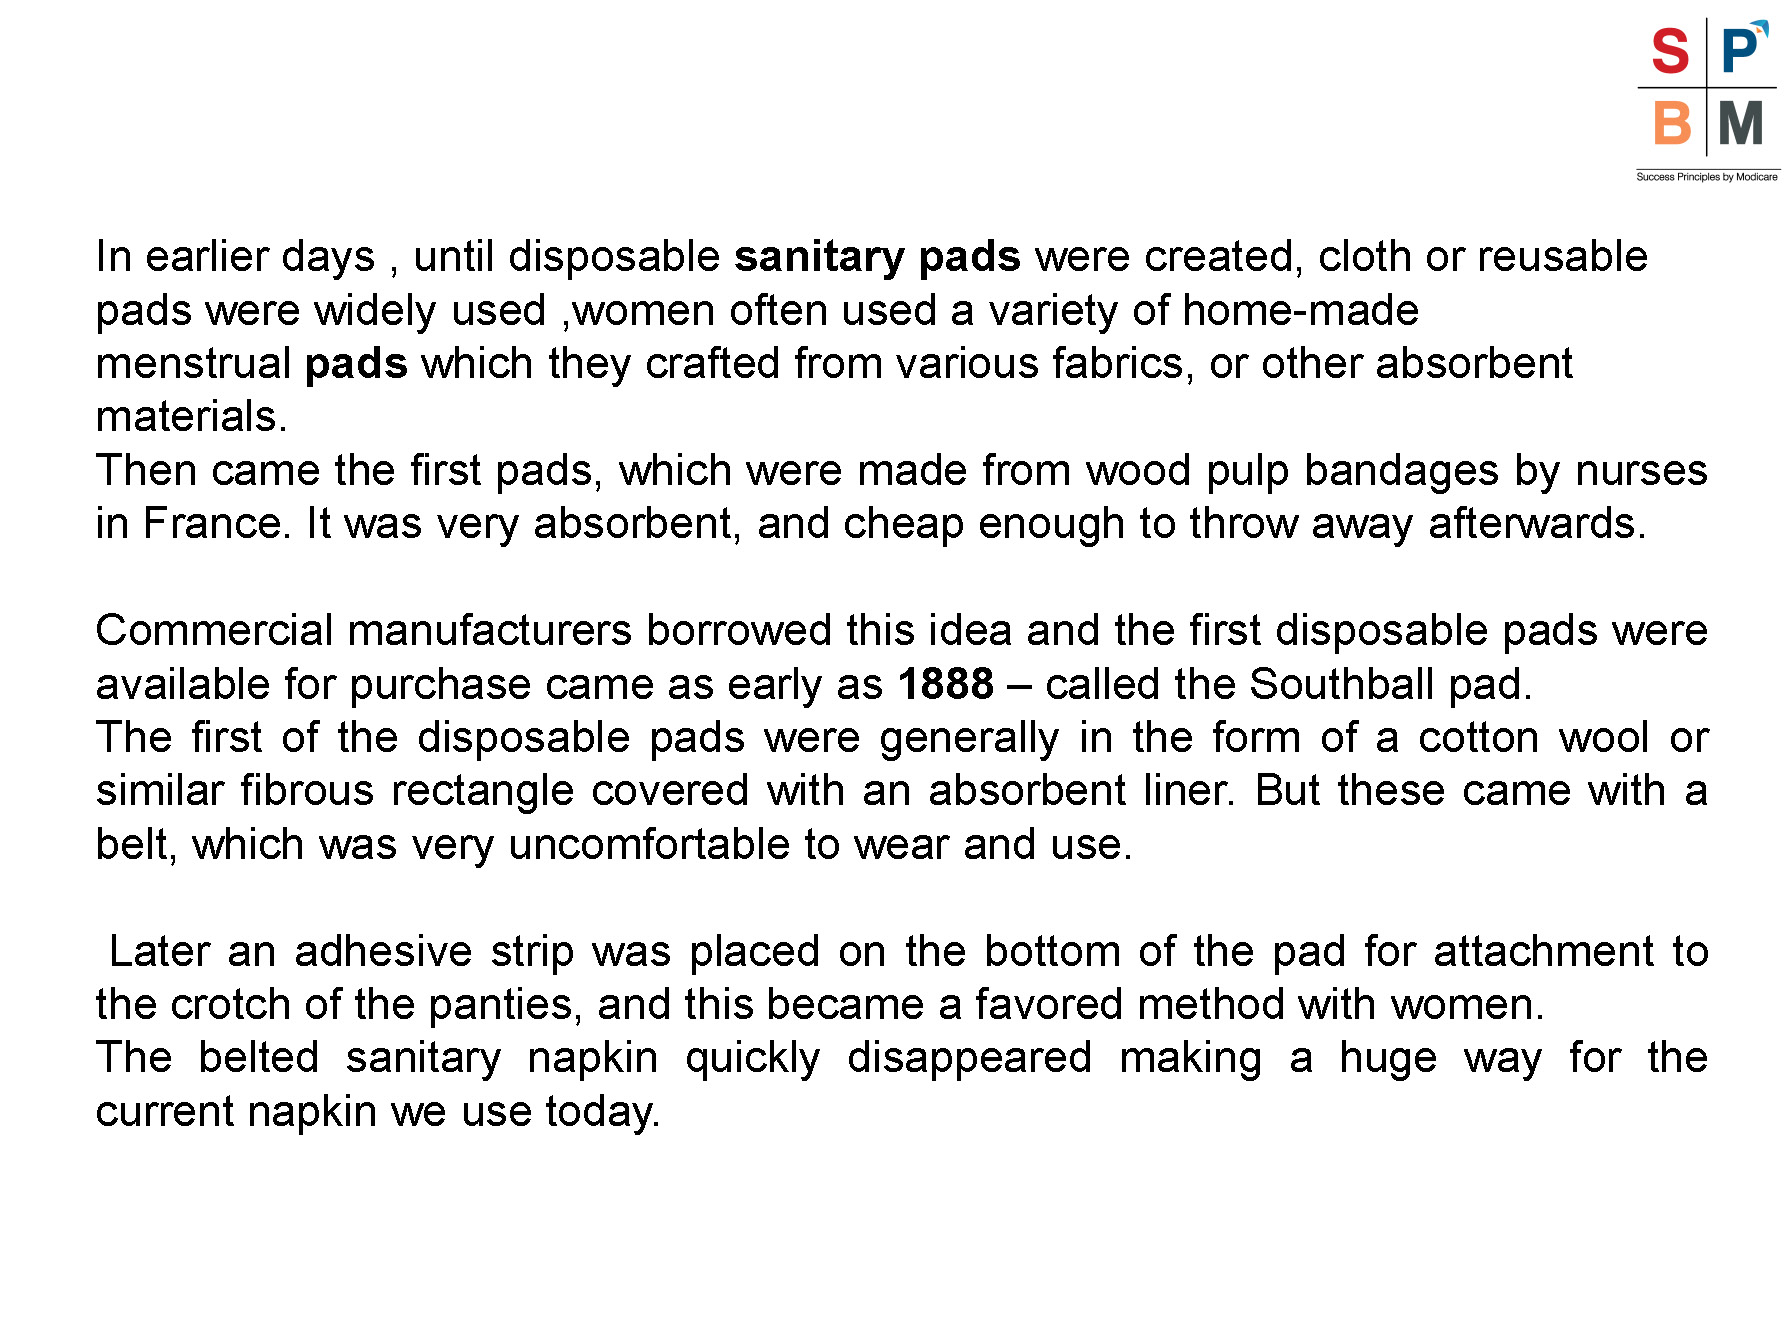 S P
B M
Success Principles by Modicare
In earlier days , until disposable sanitary pads were created, cloth or reusable
pads were widely used ,women often used a variety of home-made
menstrual pads which they crafted from various fabrics, or other absorbent
materials.
Then came the first pads, which were made from wood pulp bandages by nurses
in France. It was very absorbent, and cheap enough to throw away afterwards.
Commercial manufacturers borrowed this idea and the first disposable pads were
available for purchase came as early as 1888 – called the Southball pad.
The first of the disposable pads were generally in the form of a cotton wool or
similar fibrous rectangle covered with an absorbent liner. But these came with a
belt, which was very uncomfortable to wear and use.
Later an adhesive strip was placed on the bottom of the pad for attachment to
the crotch of the panties, and this became a favored method with women.
The belted sanitary napkin quickly disappeared making a huge way for the
current napkin we use today.